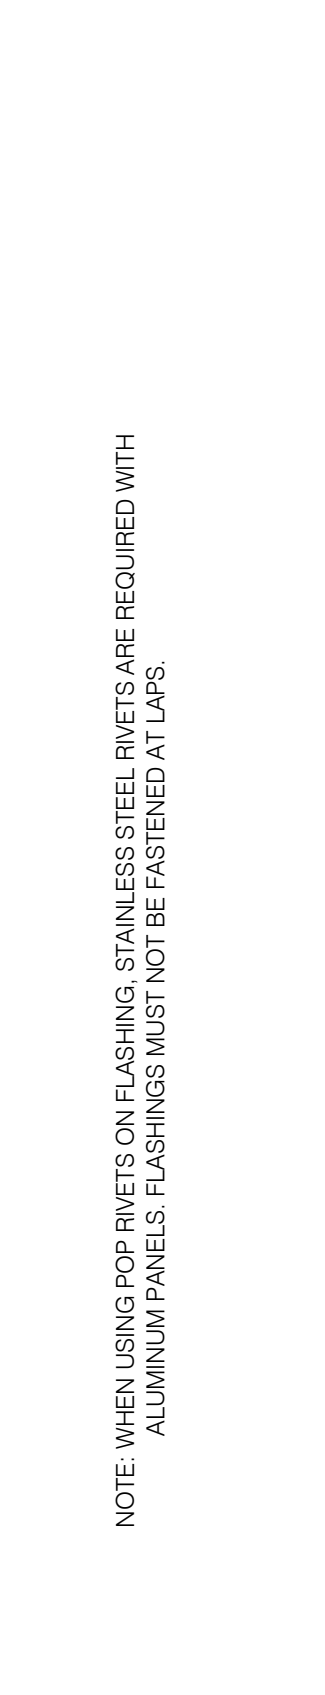 NOTE: WHEN USING POP RIVETS ON FLASHING, STAINLESS STEEL RIVETS ARE REQUIRED WITH
ALUMINUM PANELS. FLASHINGS MUST NOT BE FASTENED AT LAPS.